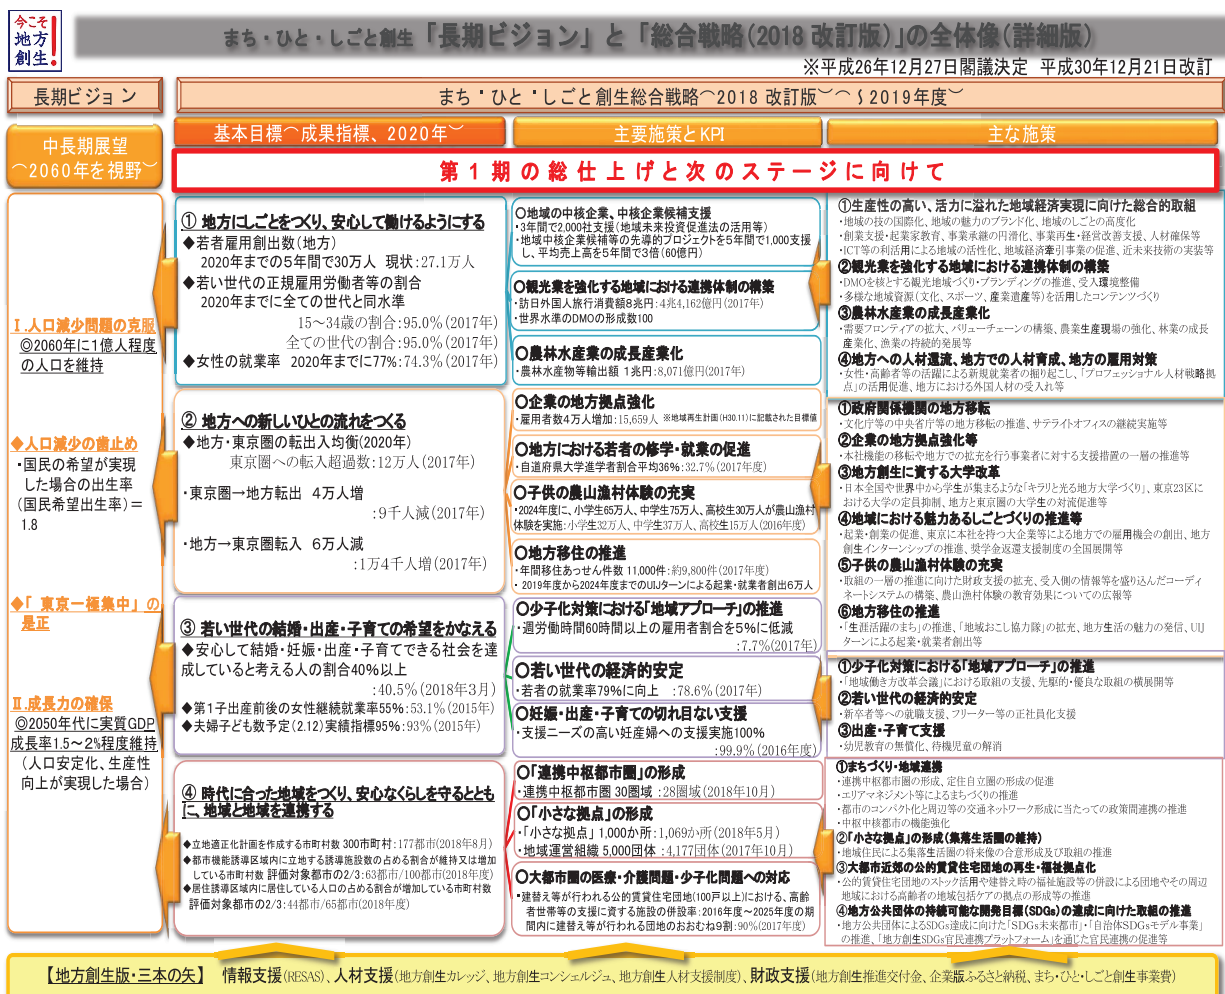 今こそ
地方
創生!
まち・ひと・しごと創生「長期ビジョン」と「総合戦略(2018 改訂版)」の全体像(詳細版)
※平成26年12月27日閣議決定 平成30年12月21日改訂
長期ビジョン
まち・ひと・しごと創生総合戦略(2018 改訂版)(~2019年度)
中長期展望
(2060年を視野)
基本目標(成果指標、2020年)
主要施策とKPI
主な施策
第1期の総仕上げと次のステージに向けて
Ⅰ.人口減少問題の克服
◎2060年に1億人程度
の人口を維持
◆人口減少の歯止め
・国民の希望が実現
した場合の出生率
(国民希望出生率)=
1.8
◆「東京一極集中」の
是正
Ⅱ.成長力の確保
◎2050年代に実質GDP
成長率1.5~2%程度維持
(人口安定化、生産性
向上が実現した場合)
① 地方にしごとをつくり、安心して働けるようにする
◆若者雇用創出数(地方)
2020年までの5年間で30万人 現状:27.1万人
◆若い世代の正規雇用労働者等の割合
2020年までに全ての世代と同水準
15~34歳の割合:95.0%(2017年)
全ての世代の割合:95.0%(2017年)
◆女性の就業率 2020年までに77%:74.3%(2017年)
② 地方への新しいひとの流れをつくる
◆地方・東京圏の転出入均衡(2020年)
東京圏への転入超過数:12万人(2017年)
・東京圏→地方転出 4万人増
:9千人減(2017年)
・地方→東京圏転入 6万人減
:1万4千人増(2017年)
③ 若い世代の結婚・出産・子育ての希望をかなえる
◆安心して結婚・妊娠・出産・子育てできる社会を達
成していると考える人の割合40%以上
:40.5%(2018年3月)
◆第1子出産前後の女性継続就業率55%:53.1%(2015年)
◆夫婦子ども数予定(2.12)実績指標95%:93%(2015年)
④ 時代に合った地域をつくり、安心なくらしを守るととも
に、地域と地域を連携する
◆立地適正化計画を作成する市町村数 300市町村:177市町村(2018年8月)
◆都市機能誘導区域内に立地する誘導施設数の占める割合が維持又は増加
している市町村数 評価対象都市の2/3:63都市/100都市(2018年度)
◆居住誘導区域内に居住している人口の占める割合が増加している市町村数
評価対象都市の2/3:44都市/65都市(2018年度)
○地域の中核企業、中核企業候補支援
・3年間で2,000社支援(地域未来投資促進法の活用等)
・地域中核企業候補等の先導的プロジェクトを5年間で1,000支援
し、平均売上高を5年間で3倍(60億円)
○観光業を強化する地域における連携体制の構築
・訪日外国人旅行消費額8兆円:4兆4,162億円(2017年)
・世界水準のDMOの形成数100
○農林水産業の成長産業化
・農林水産物等輸出額 1兆円:8,071億円(2017年)
○企業の地方拠点強化
・雇用者数4万人増加:15,659人 ※地域再生計画(H30.11)に記載された目標値
○地方における若者の修学・就業の促進
・自道府県大学進学者割合平均36%:32.7%(2017年度)
○子供の農山漁村体験の充実
・2024年度に、小学生65万人、中学生75万人、高校生30万人が農山漁村
体験を実施:小学生32万人、中学生37万人、高校生15万人(2016年度)
○地方移住の推進
・年間移住あっせん件数 11,000件:約9,800件(2017年度)
・2019年度から2024年度までのUIJターンによる起業・就業者創出6万人
○少子化対策における「地域アプローチ」の推進
・週労働時間60時間以上の雇用者割合を5%に低減
:7.7%(2017年)
○若い世代の経済的安定
・若者の就業率79%に向上 :78.6%(2017年)
○妊娠・出産・子育ての切れ目ない支援
・支援ニーズの高い妊産婦への支援実施100%
:99.9%(2016年度)
○「連携中枢都市圏」の形成
・連携中枢都市圏 30圏域:28圏域(2018年10月)
○「小さな拠点」の形成
・「小さな拠点」1,000か所:1,069か所(2018年5月)
・地域運営組織 5,000団体:4,177団体(2017年10月)
○大都市圏の医療・介護問題・少子化問題への対応
・建替え等が行われる公的賃貸住宅団地(100戸以上)における、高齢
者世帯等の支援に資する施設の併設率:2016年度~2025年度の期
間内に建替え等が行われる団地のおおむね9割:90%(2017年度)
①生産性の高い、活力に溢れた地域経済実現に向けた総合的取組
・地域の技の国際化、地域の魅力のブランド化、地域のしごとの高度化
・創業支援・起業家教育、事業承継の円滑化、事業再生・経営改善支援、人材確保等
・ICT等の利活用による地域の活性化、地域経済牽引事業の促進、近未来技術の実装等
②観光業を強化する地域における連携体制の構築
・DMOを核とする観光地域づくり・ブランディングの推進、受入環境整備
・多様な地域資源(文化、スポーツ、産業遺産等)を活用したコンテンツづくり
③農林水産業の成長産業化
・需要フロンティアの拡大、バリューチェーンの構築、農業生産現場の強化、林業の成長
産業化、漁業の持続的発展等
④地方への人材還流、地方での人材育成、地方の雇用対策
・女性・高齢者等の活躍による新規就業者の掘り起こし、「プロフェッショナル人材戦略拠
点」の活用促進、地方における外国人材の受入れ等
①政府関係機関の地方移転
・文化庁等の中央省庁等の地方移転の推進、サテライトオフィスの継続実施等
②企業の地方拠点強化等
・本社機能の移転や地方での拡充を行う事業者に対する支援措置の一層の推進等
③地方創生に資する大学改革
・日本全国や世界中から学生が集まるような「キラリと光る地方大学づくり」、東京23区に
おける大学の定員抑制、地方と東京圏の大学生の対流促進等
④地域における魅力あるしごとづくりの推進等
・起業・創業の促進、東京に本社を持つ大企業等による地方での雇用機会の創出、地方
創生インターンシップの推進、奨学金返還支援制度の全国展開等
⑤子供の農山漁村体験の充実
・取組の一層の推進に向けた財政支援の拡充、受入側の情報等を盛り込んだコーディ
ネートシステムの構築、農山漁村体験の教育効果についての広報等
⑥地方移住の推進
・「生涯活躍のまち」の推進、「地域おこし協力隊」の拡充、地方生活の魅力の発信、UIJ
ターンによる起業・就業者創出等
①少子化対策における「地域アプローチ」の推進
・「地域働き方改革会議」における取組の支援、先駆的・優良な取組の横展開等
②若い世代の経済的安定
・新卒者等への就職支援、フリーター等の正社員化支援
③出産・子育て支援
・幼児教育の無償化、待機児童の解消
①まちづくり・地域連携
・連携中枢都市圏の形成、定住自立圏の形成の促進
・エリアマネジメント等によるまちづくりの推進
・都市のコンパクト化と周辺等の交通ネットワーク形成に当たっての政策間連携の推進
・中枢中核都市の機能強化
②「小さな拠点」の形成(集落生活圏の維持)
・地域住民による集落生活圏の将来像の合意形成及び取組の推進
③大都市近郊の公的賃貸住宅団地の再生・福祉拠点化
・公的賃貸住宅団地のストック活用や建替え時の福祉施設等の併設による団地やその周辺
地域における高齢者の地域包括ケアの拠点の形成等の推進
④地方公共団体の持続可能な開発目標(SDGs)の達成に向けた取組の推進
・地方公共団体によるSDGs達成に向けた「SDGs未来都市」・「自治体SDGsモデル事業」
の推進、「地方創生SDGs官民連携プラットフォーム」を通じた官民連携の促進等
【地方創生版・三本の矢】 情報支援(RESAS)、人材支援(地方創生カレッジ、地方創生コンシェルジュ、地方創生人材支援制度)、財政支援(地方創生推進交付金、企業版ふるさと納税、まち・ひと・しごと創生事業費)